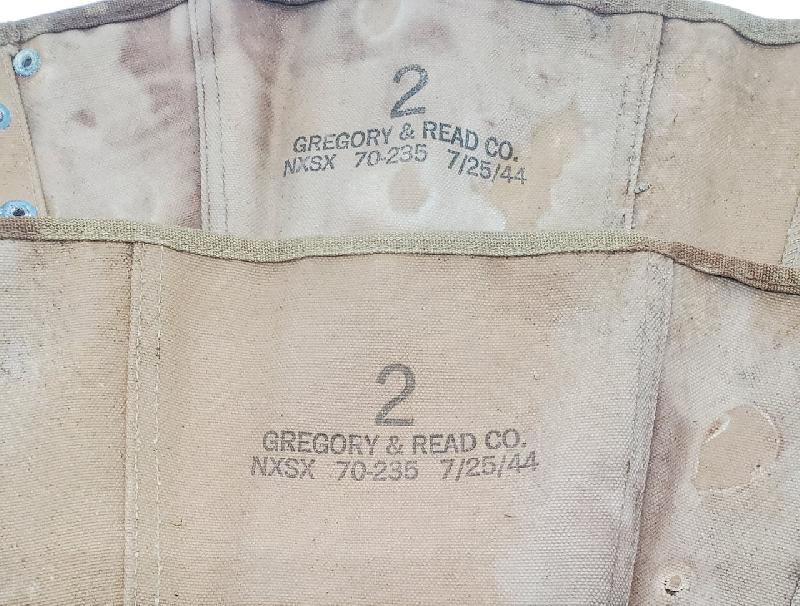 2
GREGORY & READ CO.
NXSX 70-235 7/25/44
2
GREGORY & READ CO.
NXSX 70-235 7/25/44